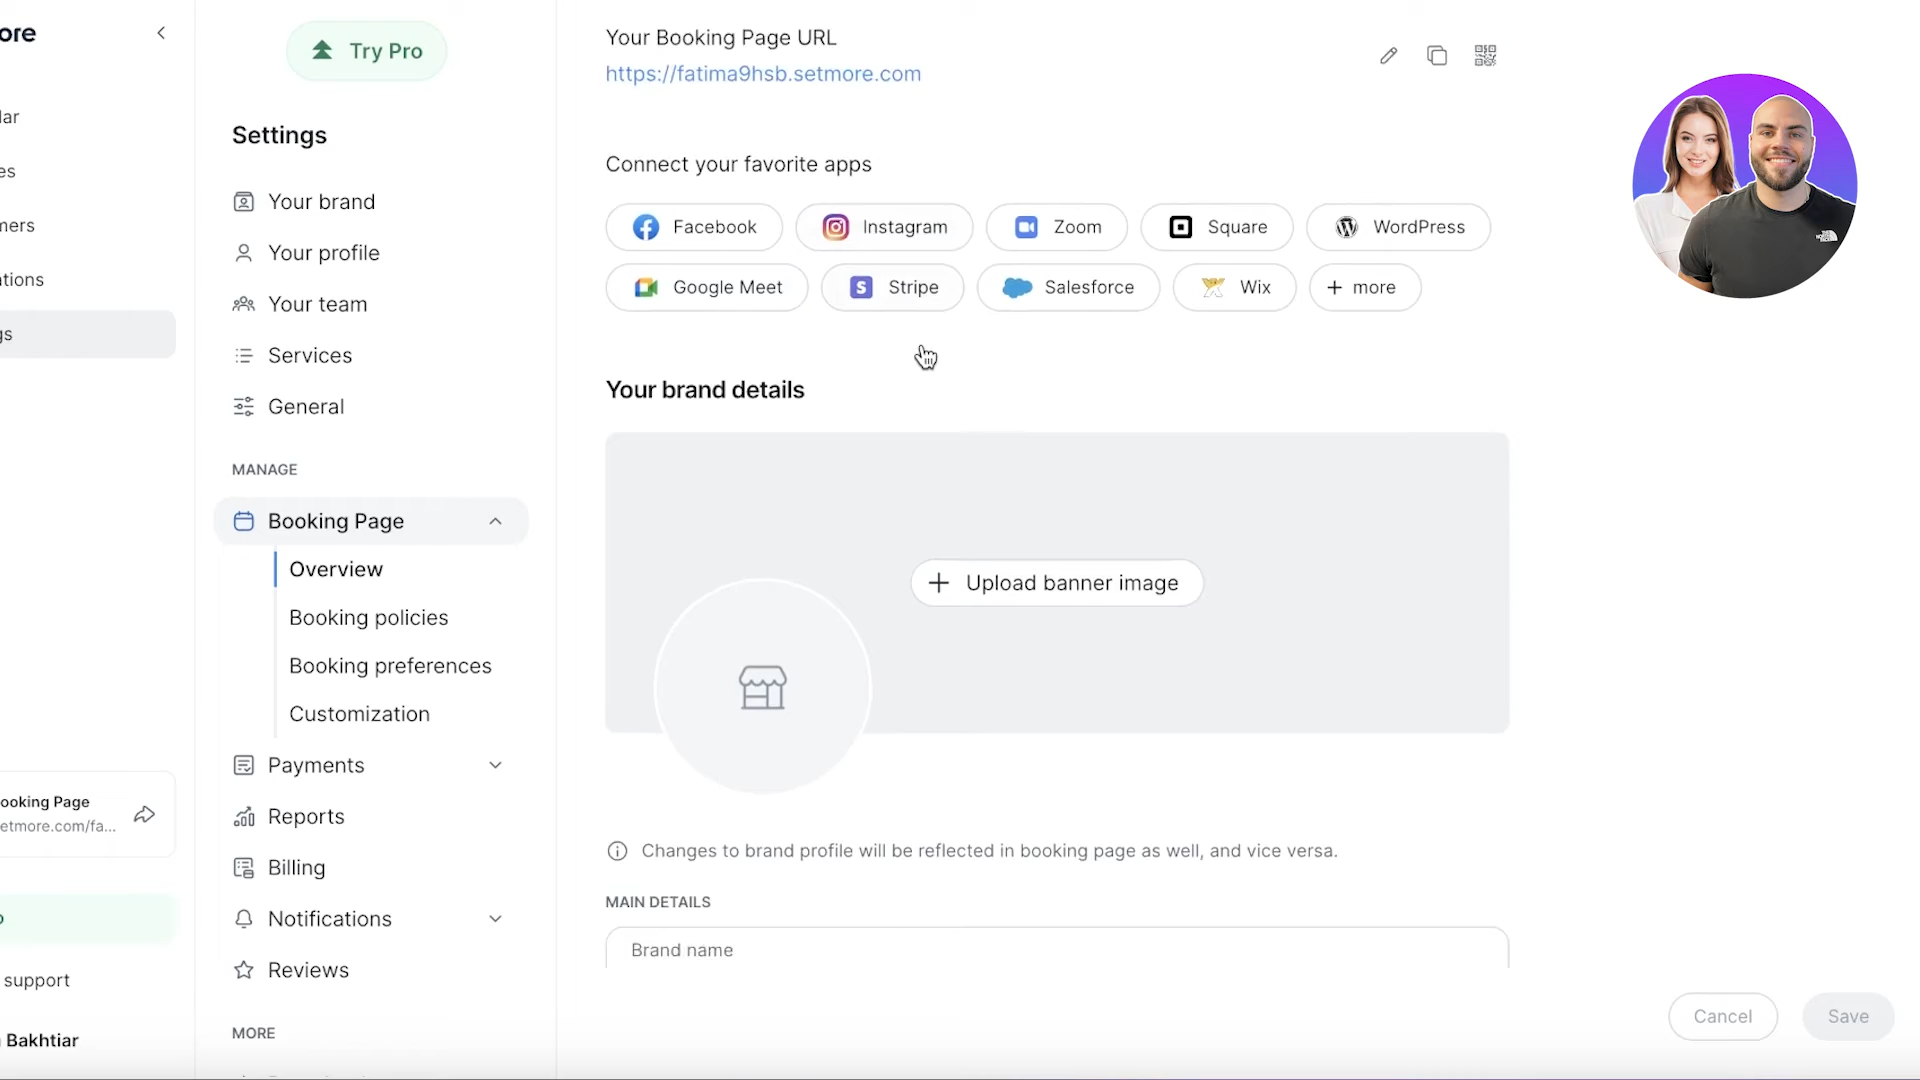 ore
lar
es
mers
ations
gs
ooking Page
etmore.com/fa...
support
Bakhtiar
Try Pro
Settings
Your brand
Your profile
Your team
Services
General
MANAGE
Booking Page
Overview
Booking policies
Booking preferences
Customization
Payments
Reports
Billing
Notifications
Reviews
MORE
Your Booking Page URL
https://fatima9hsb.setmore.com
Connect your favorite apps
Facebook
Instagram
Zoom
Square
WordPress
Google Meet
Stripe
Salesforce
Wix
+ more
Your brand details
+ Upload banner image
Changes to brand profile will be reflected in booking page as well, and vice versa.
MAIN DETAILS
Brand name
Cancel
Save